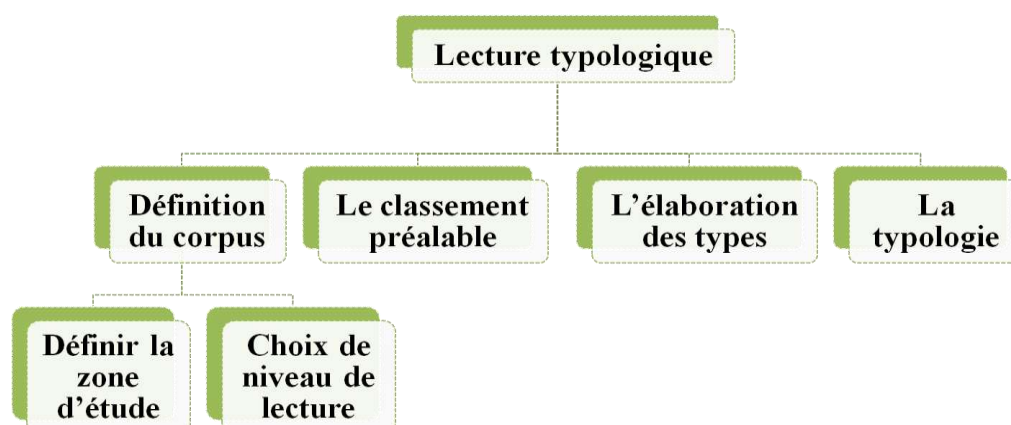 Lecture typologique
Définition
du corpus
Le classement
préalable
L’élaboration
des types
La
typologie
Définir la
zone
d’étude
Choix de
niveau de
lecture